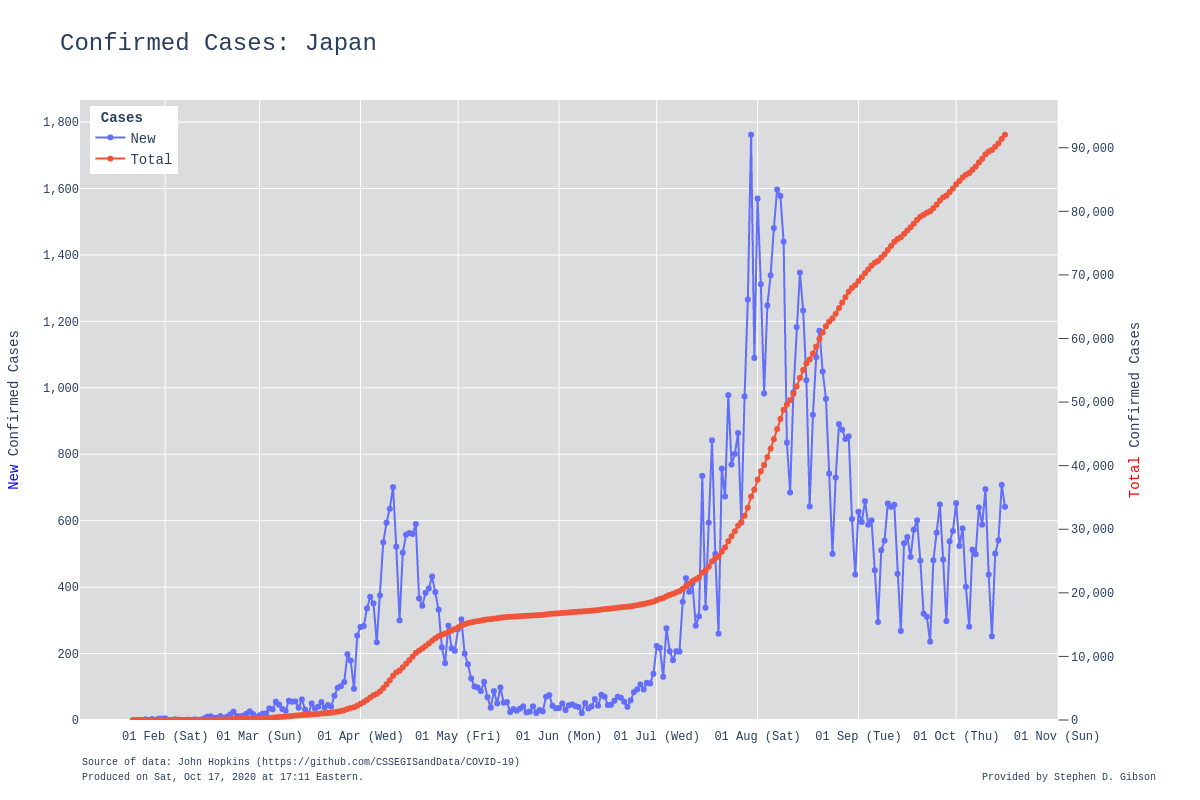 Confirmed Cases: Japan
Cases
New
Total
1,800
1,600
1,400
1,200
1,000
800
600
400
200
0
New Confirmed Cases
90,000
80,000
70,000
60,000
50,000
40,000
30,000
20,000
10,000
0
Total Confirmed Cases
01 Feb (Sat) 01 Mar (Sun) 01 Apr (Wed) 01 May (Fri) 01 Jun (Mon) 01 Jul (Wed) 01 Aug (Sat) 01 Sep (Tue) 01 Oct (Thu) 01 Nov (Sun)
Source of data: John Hopkins (https://github.com/CSSEGISandData/COVID-19)
Produced on Sat, Oct 17, 2020 at 17:11 Eastern.
Provided by Stephen D. Gibson